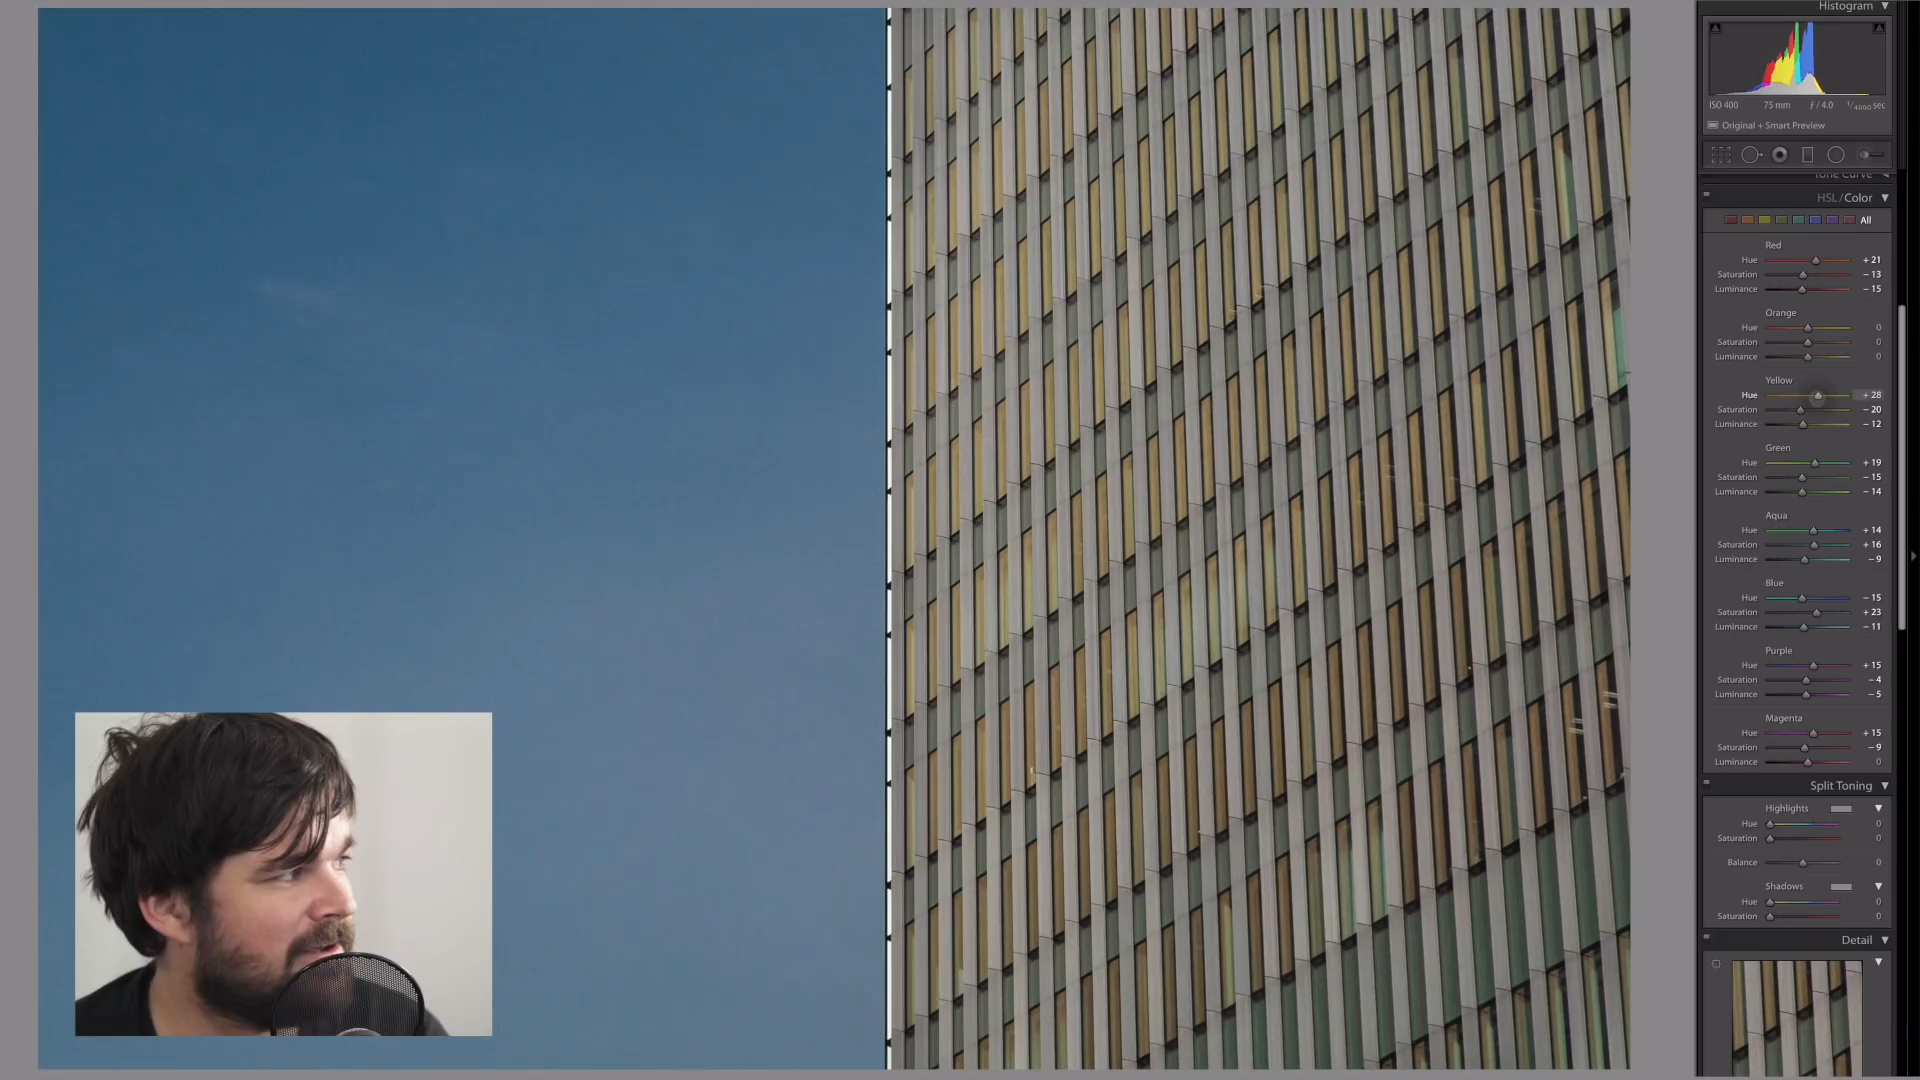 Histogram
ISO 400 75 mm ƒ / 4.0 1/4000 sec
Original + Smart Preview
Tone Curve
HSL/Color
All
Red
Hue + 21
Saturation − 13
Luminance − 15
Orange
Hue 0
Saturation 0
Luminance 0
Yellow
Hue + 28
Saturation − 20
Luminance − 12
Green
Hue + 19
Saturation − 15
Luminance − 14
Aqua
Hue + 14
Saturation + 16
Luminance − 9
Blue
Hue − 15
Saturation + 23
Luminance − 11
Purple
Hue + 15
Saturation − 4
Luminance − 5
Magenta
Hue + 15
Saturation − 9
Luminance 0
Split Toning
Highlights
Hue 0
Saturation 0
Balance 0
Shadows
Hue 0
Saturation 0
Detail